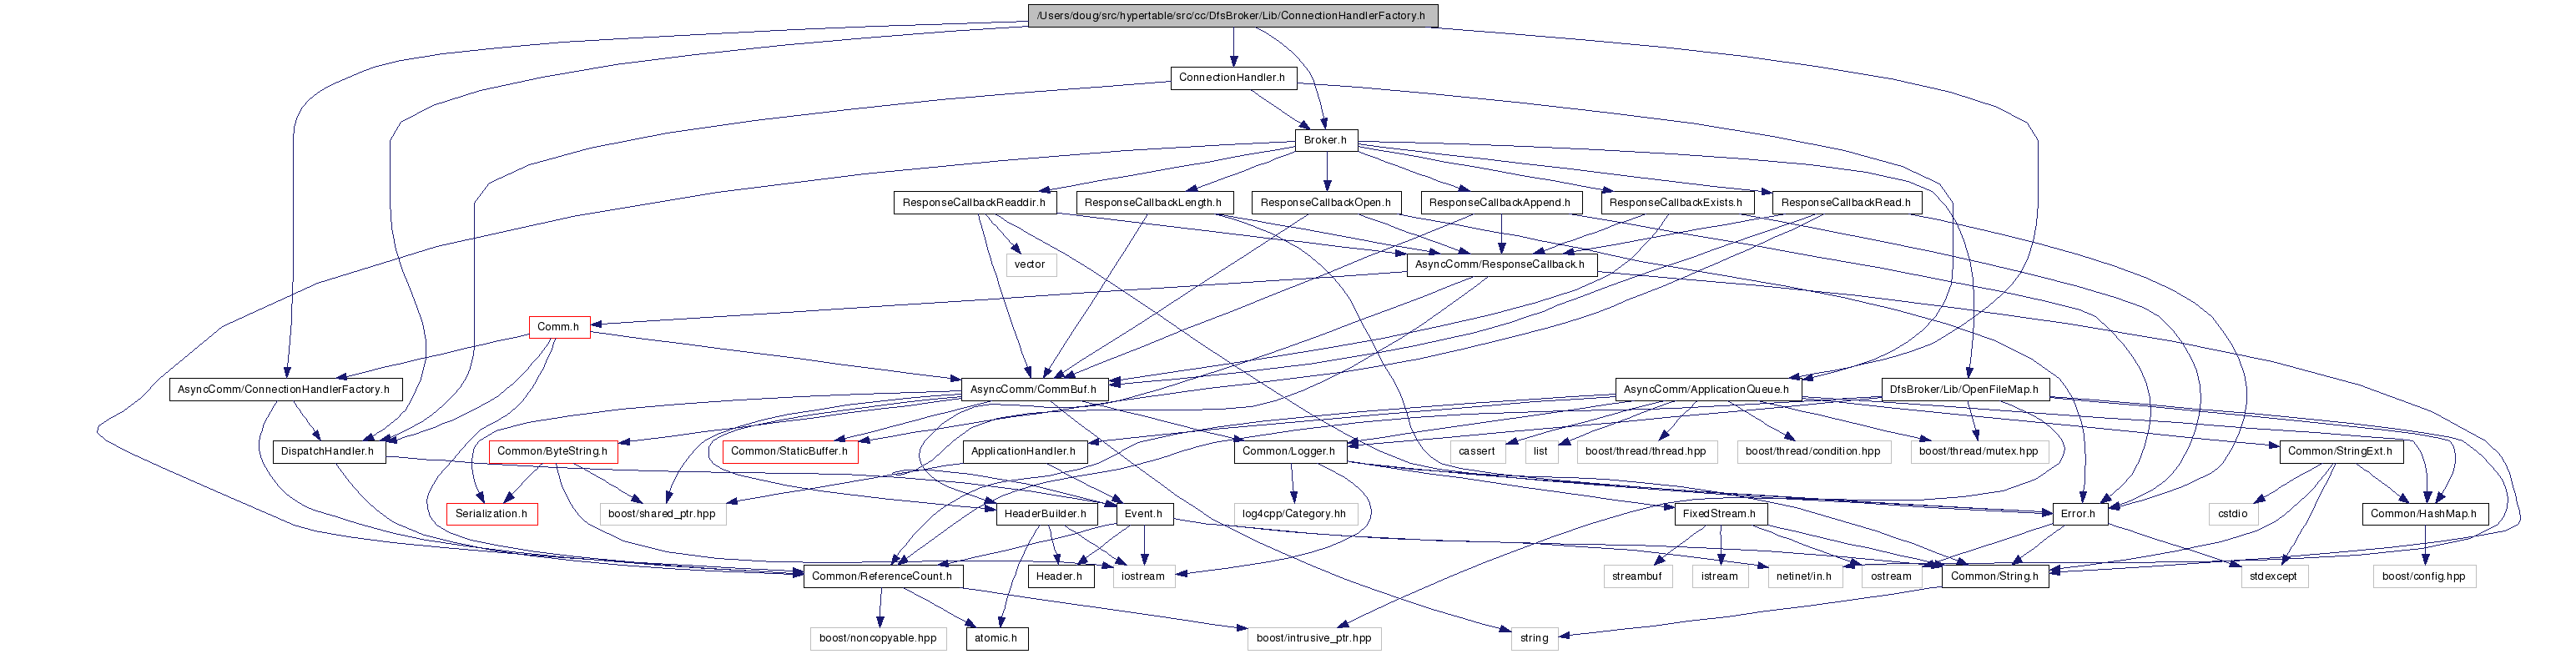 /Users/doug/src/hypertable/src/cc/DfsBroker/Lib/ConnectionHandlerFactory.h
ConnectionHandler.h
Broker.h
ResponseCallbackReaddir.h
ResponseCallbackLength.h
ResponseCallbackOpen.h
ResponseCallbackAppend.h
ResponseCallbackExists.h
ResponseCallbackRead.h
vector
AsyncComm/ResponseCallback.h
Comm.h
AsyncComm/ConnectionHandlerFactory.h
AsyncComm/CommBuf.h
AsyncComm/ApplicationQueue.h
DfsBroker/Lib/OpenFileMap.h
DispatchHandler.h
Common/ByteString.h
Common/StaticBuffer.h
ApplicationHandler.h
Common/Logger.h
cassert
list
boost/thread/thread.hpp
boost/thread/condition.hpp
boost/thread/mutex.hpp
Common/StringExt.h
Serialization.h
boost/shared_ptr.hpp
HeaderBuilder.h
Event.h
log4cpp/Category.hh
FixedStream.h
Error.h
cstdio
Common/HashMap.h
Common/ReferenceCount.h
Header.h
iostream
streambuf
istream
netinet/in.h
ostream
Common/String.h
stdexcept
boost/config.hpp
boost/noncopyable.hpp
atomic.h
boost/intrusive_ptr.hpp
string